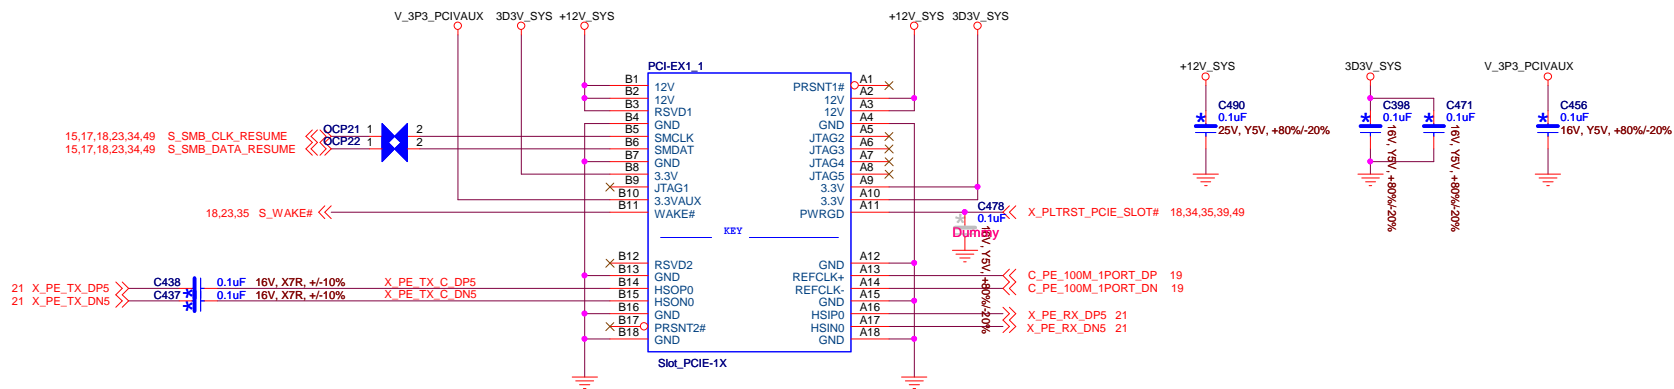 V_3P3_PCIVAUX 3D3V_SYS +12V_SYS
+12V_SYS 3D3V_SYS
PCI-EX1_1
B1 12V PRSNT1# A1
B2 12V 12V A2
B3 RSVD1 12V A3
B4 GND GND A4
15,17,18,23,34,49 S_SMB_CLK_RESUME OCP21 1 2 B5 SMCLK JTAG2 A5
15,17,18,23,34,49 S_SMB_DATA_RESUME OCP22 1 2 B6 SMDAT JTAG3 A6
B7 GND JTAG4 A7
B8 3.3V JTAG5 A8
B9 JTAG1 3.3V A9
B10 3.3VAUX 3.3V A10
18,23,35 S_WAKE# B11 WAKE# PWRGD A11 X_PLTRST_PCIE_SLOT# 18,34,35,39,49
C478
0.1uF
Dummy
16V, Y5V, +80%/-20%
KEY
B12 RSVD2 GND A12
B13 GND REFCLK+ A13 C_PE_100M_1PORT_DP 19
21 X_PE_TX_DP5 C438 0.1uF 16V, X7R, +/-10% X_PE_TX_C_DP5 B14 HSOP0 REFCLK- A14 C_PE_100M_1PORT_DN 19
21 X_PE_TX_DN5 C437 0.1uF 16V, X7R, +/-10% X_PE_TX_C_DN5 B15 HSON0 GND A15
B16 GND HSIP0 A16 X_PE_RX_DP5 21
B17 PRSNT2# HSIN0 A17 X_PE_RX_DN5 21
B18 GND GND A18
Slot_PCIE-1X
+12V_SYS
C490
0.1uF
25V, Y5V, +80%/-20%
3D3V_SYS
C398
0.1uF
16V, Y5V, +80%/-20%
C471
0.1uF
16V, Y5V, +80%/-20%
V_3P3_PCIVAUX
C456
0.1uF
16V, Y5V, +80%/-20%